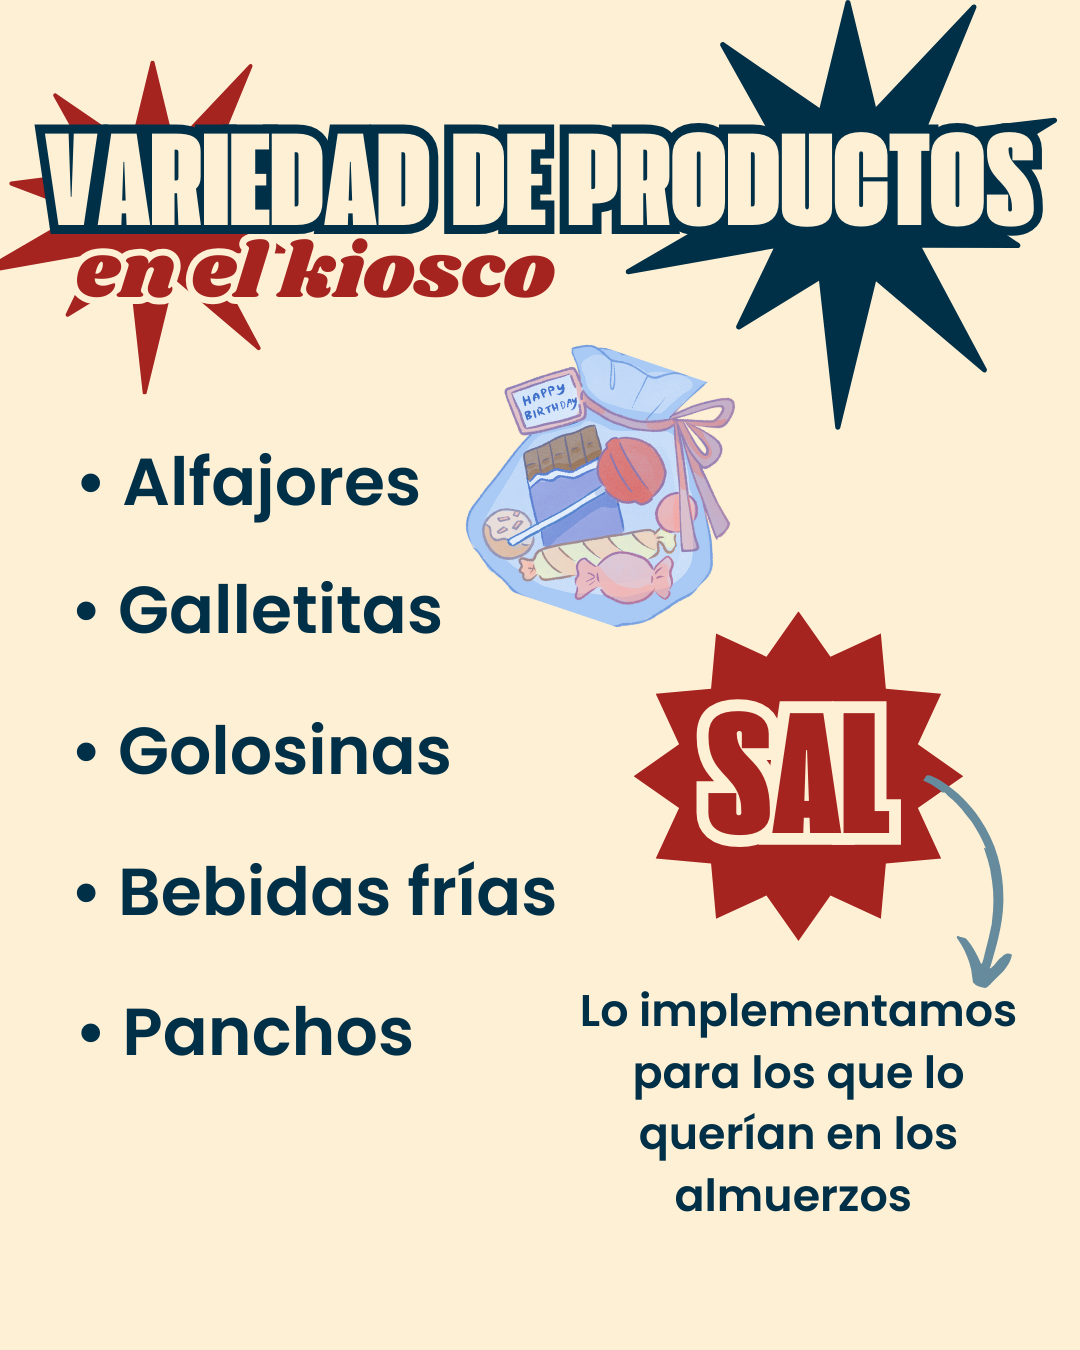 VARIEDAD DE PRODUCTOS
en el kiosco
HAPPY
BIRTHDAY
• Alfajores
• Galletitas
• Golosinas
• Bebidas frías
• Panchos
SAL
Lo implementamos
para los que lo
querían en los
almuerzos